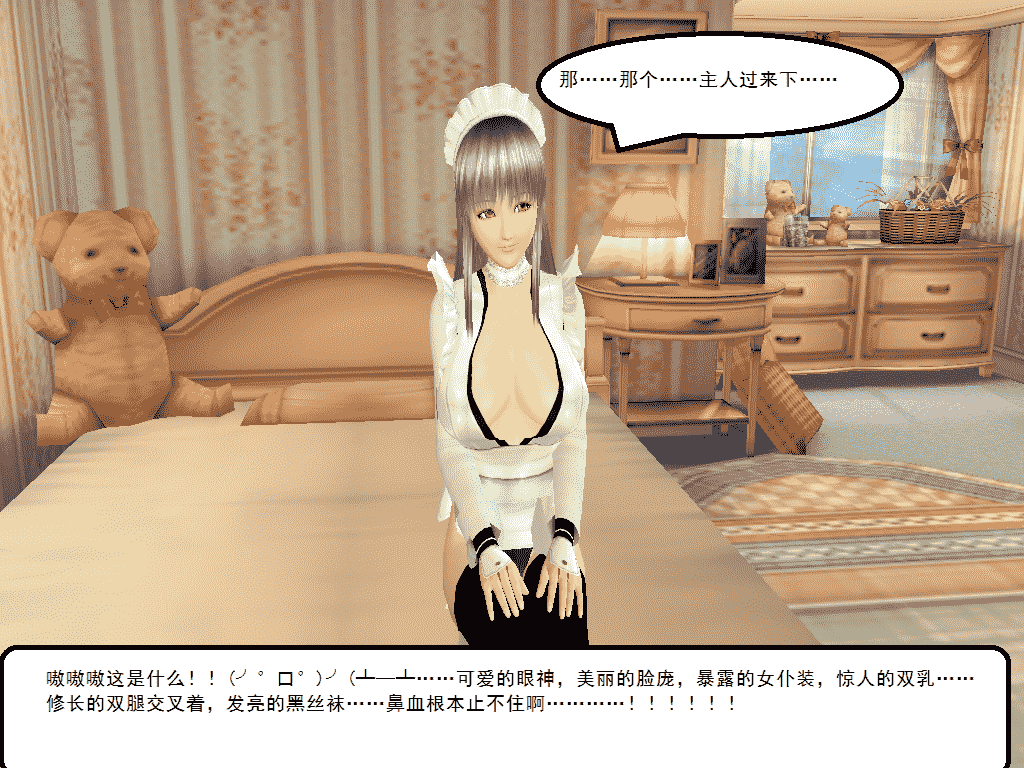 那……那个……主人过来下……
嗷嗷嗷这是什么！！(╯°口°)╯(┻—┻……可爱的眼神，美丽的脸庞，暴露的女仆装，惊人的双乳……
修长的双腿交叉着，发亮的黑丝袜……鼻血根本止不住啊…………！！！！！！